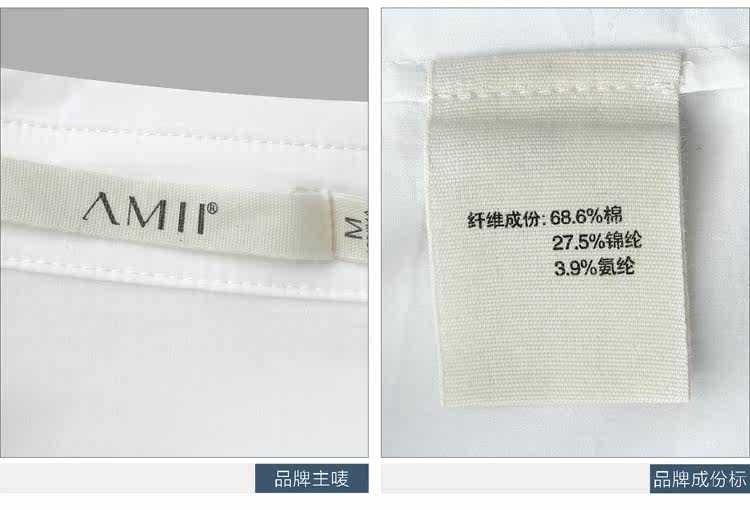 AMII®
M
纤维成份: 68.6%棉
27.5%锦纶
3.9%氨纶
品牌主唛
品牌成份标